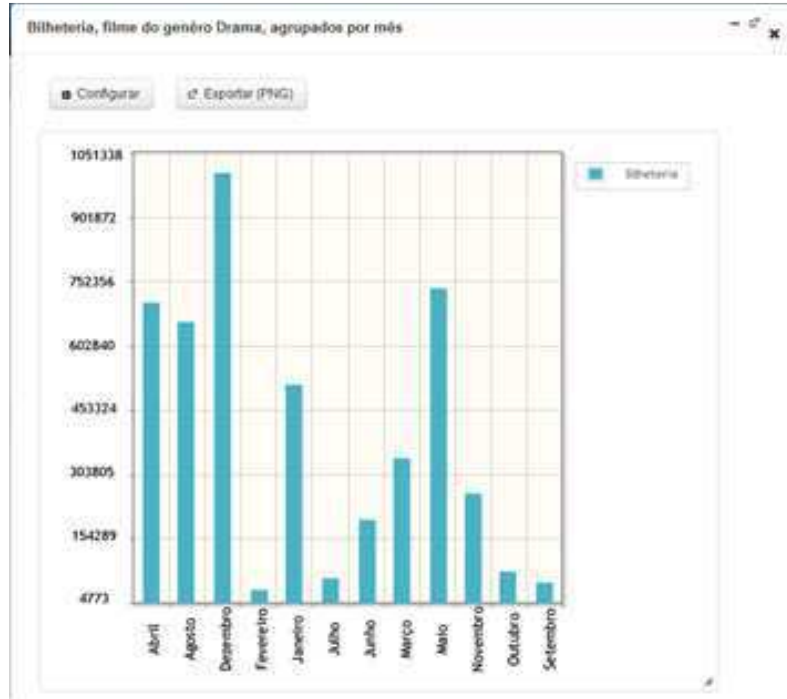 Bilheteria, filme do genêro Drama, agrupados por mês
Configurar
Exportar (PNG)
1051338
901872
752356
602840
453324
303805
154289
4773
Bilheteria
Abril
Agosto
Dezembro
Fevereiro
Janeiro
Julho
Junho
Março
Maio
Novembro
Outubro
Setembro